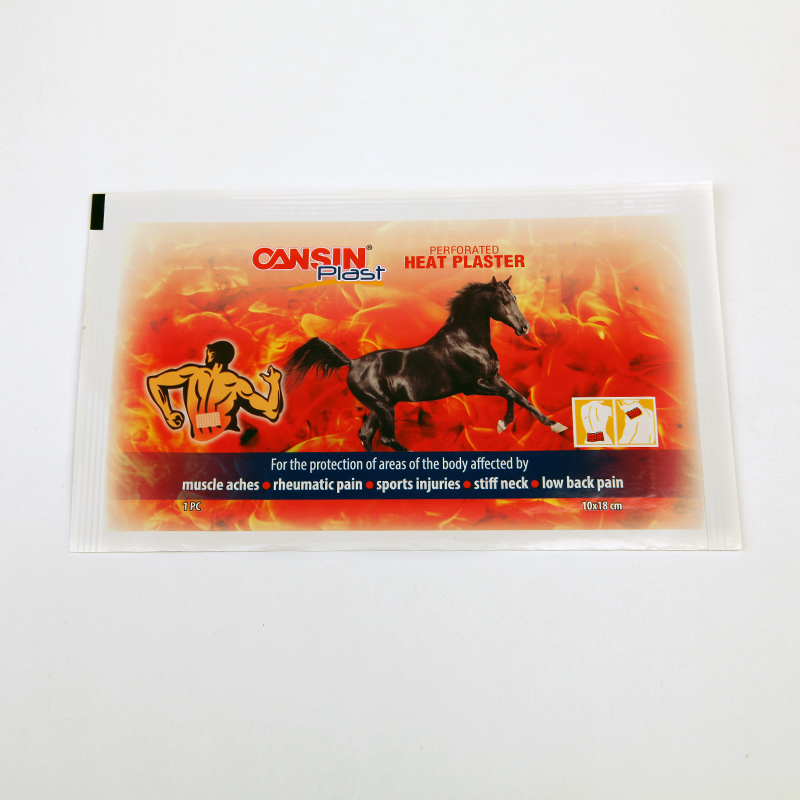 CANSIN®
Plast
PERFORATED
HEAT PLASTER
For the protection of areas of the body affected by
muscle aches ● rheumatic pain ● sports injuries ● stiff neck ● low back pain
1 PC
10x18 cm